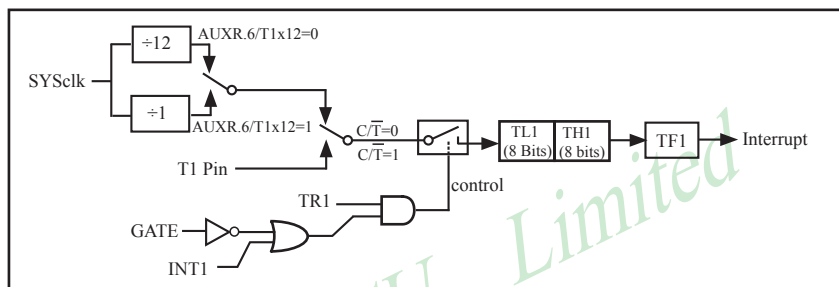 AUXR.6/T1x12=0
÷12
SYSclk
÷1
AUXR.6/T1x12=1
C/T̅=0
C/T̅=1
TL1
(8 Bits)
TH1
(8 bits)
TF1
Interrupt
T1 Pin
control
TR1
GATE
INT1
Limited